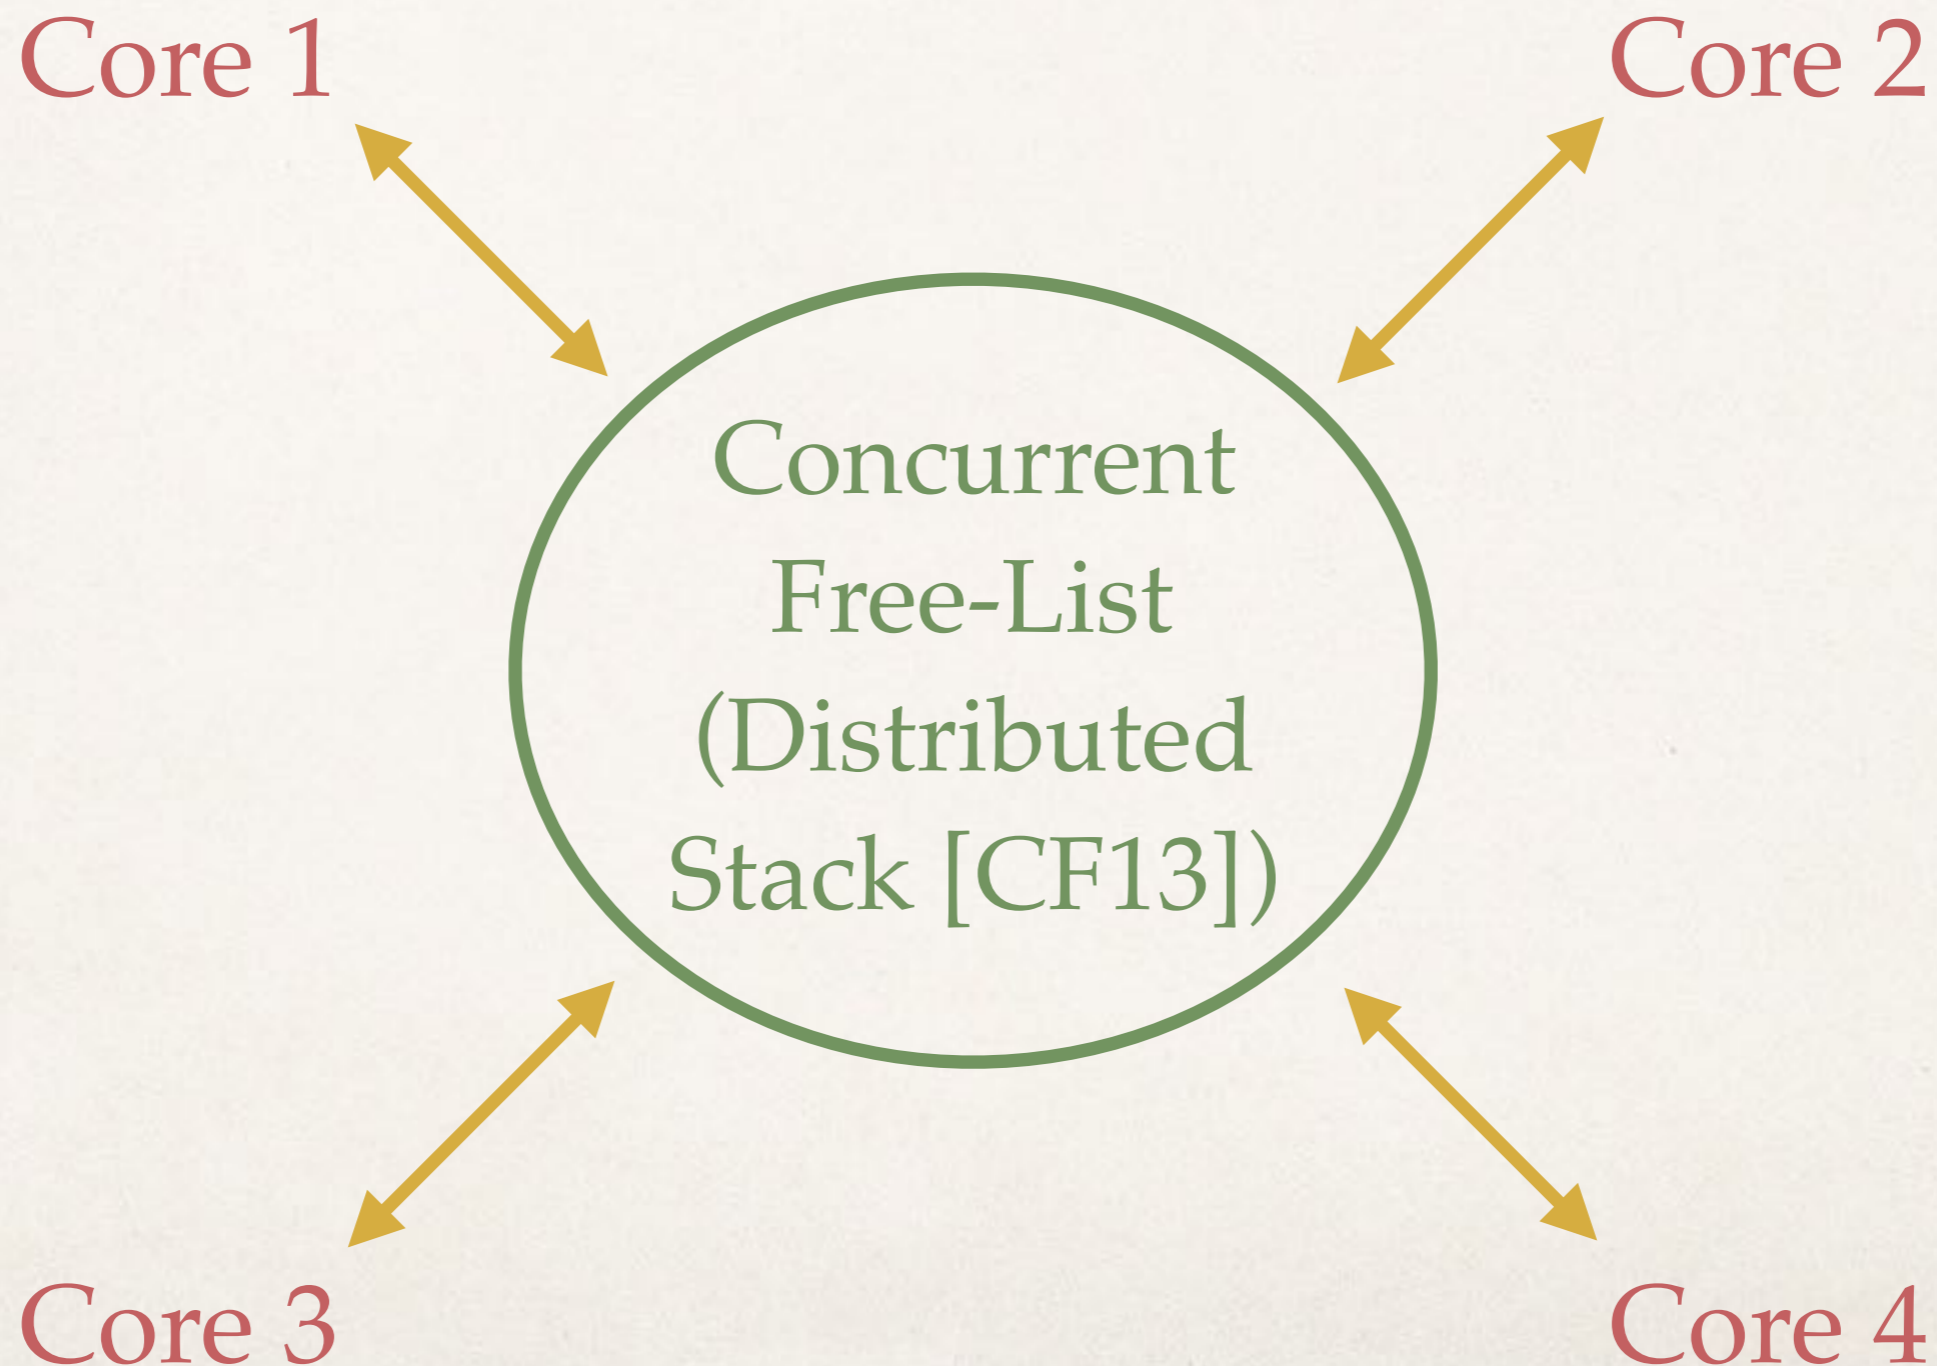 Core 1
Core 2
Concurrent
Free-List
(Distributed
Stack [CF13])
Core 3
Core 4